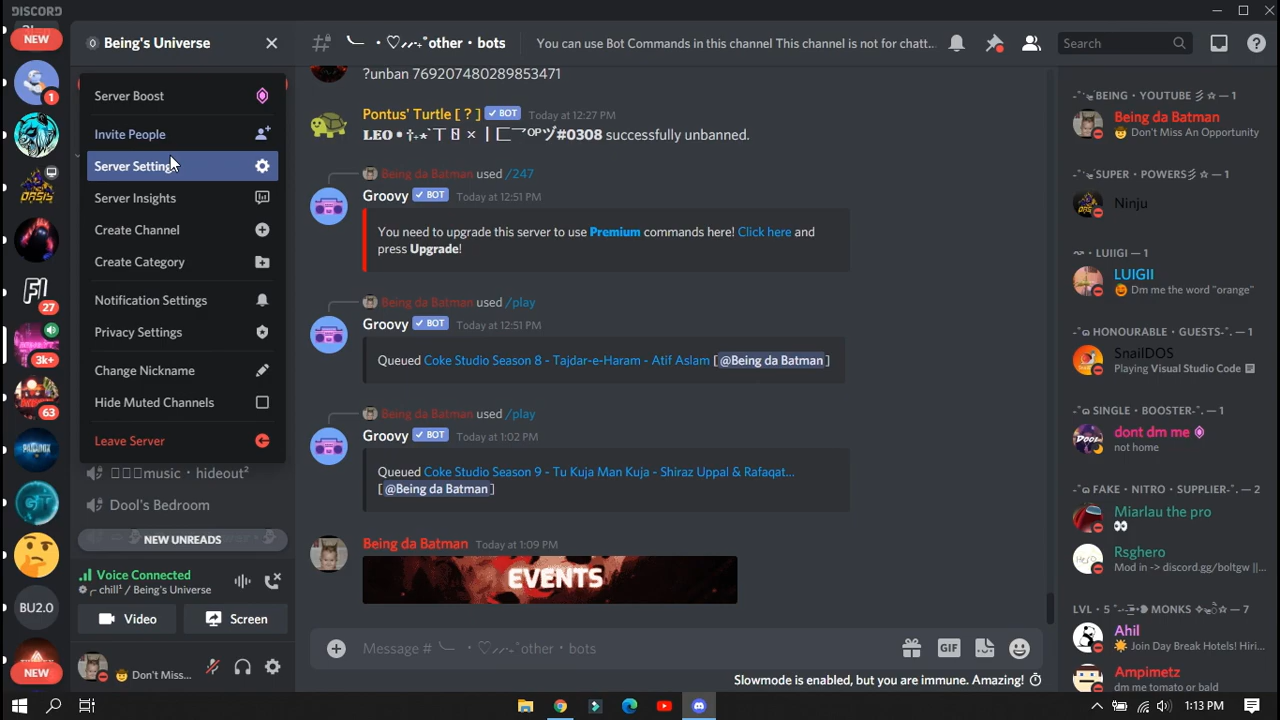 DISCORD
NEW
Being's Universe
Server Boost
Invite People
Server Settings
Server Insights
Create Channel
Create Category
Notification Settings
Privacy Settings
Change Nickname
Hide Muted Channels
Leave Server
music・hideout²
Dool's Bedroom
NEW UNREADS
Voice Connected
chill¹ / Being's Universe
Video
Screen
Don't Miss...
1
27
3k+
63
BU2.0
NEW
other・bots
You can use Bot Commands in this channel This channel is not for chatt...
Search
?unban 769207480289853471
Pontus' Turtle [ ? ] ✓ BOT Today at 12:27 PM
#0308 successfully unbanned.
Being da Batman used /247
Groovy ✓ BOT Today at 12:51 PM
You need to upgrade this server to use Premium commands here! Click here and
press Upgrade!
Being da Batman used /play
Groovy ✓ BOT Today at 12:51 PM
Queued Coke Studio Season 8 - Tajdar-e-Haram - Atif Aslam [@Being da Batman]
Being da Batman used /play
Groovy ✓ BOT Today at 1:02 PM
Queued Coke Studio Season 9 - Tu Kuja Man Kuja - Shiraz Uppal & Rafaqat...
[@Being da Batman]
Being da Batman Today at 1:09 PM
EVENTS
Message # other・bots
GIF
Slowmode is enabled, but you are immune. Amazing!
BEING・YOUTUBE — 1
Being da Batman
Don't Miss An Opportunity
SUPER・POWERS — 1
Ninju
LUIIGI — 1
LUIGII
Dm me the word "orange"
HONOURABLE・GUESTS — 1
SnailDOS
Playing Visual Studio Code
SINGLE・BOOSTER — 1
dont dm me
not home
FAKE・NITRO・SUPPLIER — 2
Miarlau the pro
Rsghero
Mod in -> discord.gg/boltgw ||...
LVL・5 MONKS — 7
Ahil
Join Day Break Hotels! Hiri...
Ampimetz
dm me tomato or bald
1:13 PM